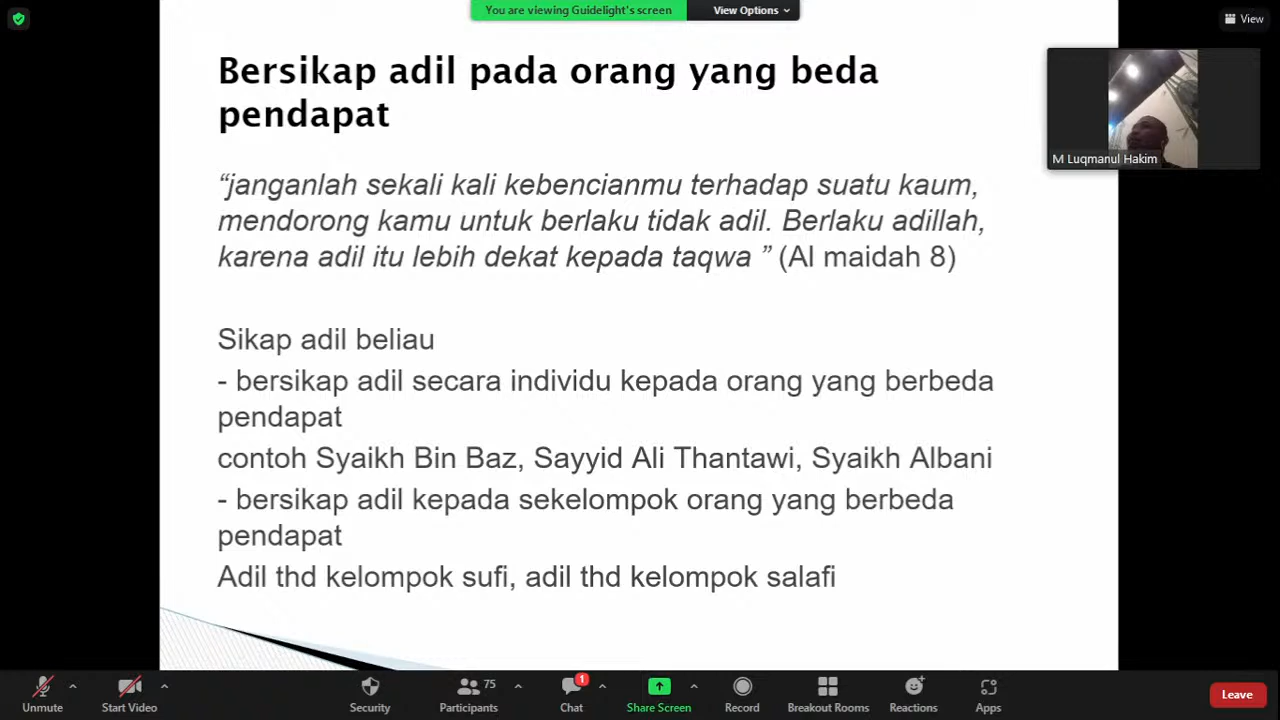 You are viewing Guidelight's screen
View Options
View
Bersikap adil pada orang yang beda
pendapat
M Luqmanul Hakim
“janganlah sekali kali kebencianmu terhadap suatu kaum,
mendorong kamu untuk berlaku tidak adil. Berlaku adillah,
karena adil itu lebih dekat kepada taqwa ” (Al maidah 8)
Sikap adil beliau
- bersikap adil secara individu kepada orang yang berbeda
pendapat
contoh Syaikh Bin Baz, Sayyid Ali Thantawi, Syaikh Albani
- bersikap adil kepada sekelompok orang yang berbeda
pendapat
Adil thd kelompok sufi, adil thd kelompok salafi
75
1
Unmute
Start Video
Security
Participants
Chat
Share Screen
Record
Breakout Rooms
Reactions
Apps
Leave